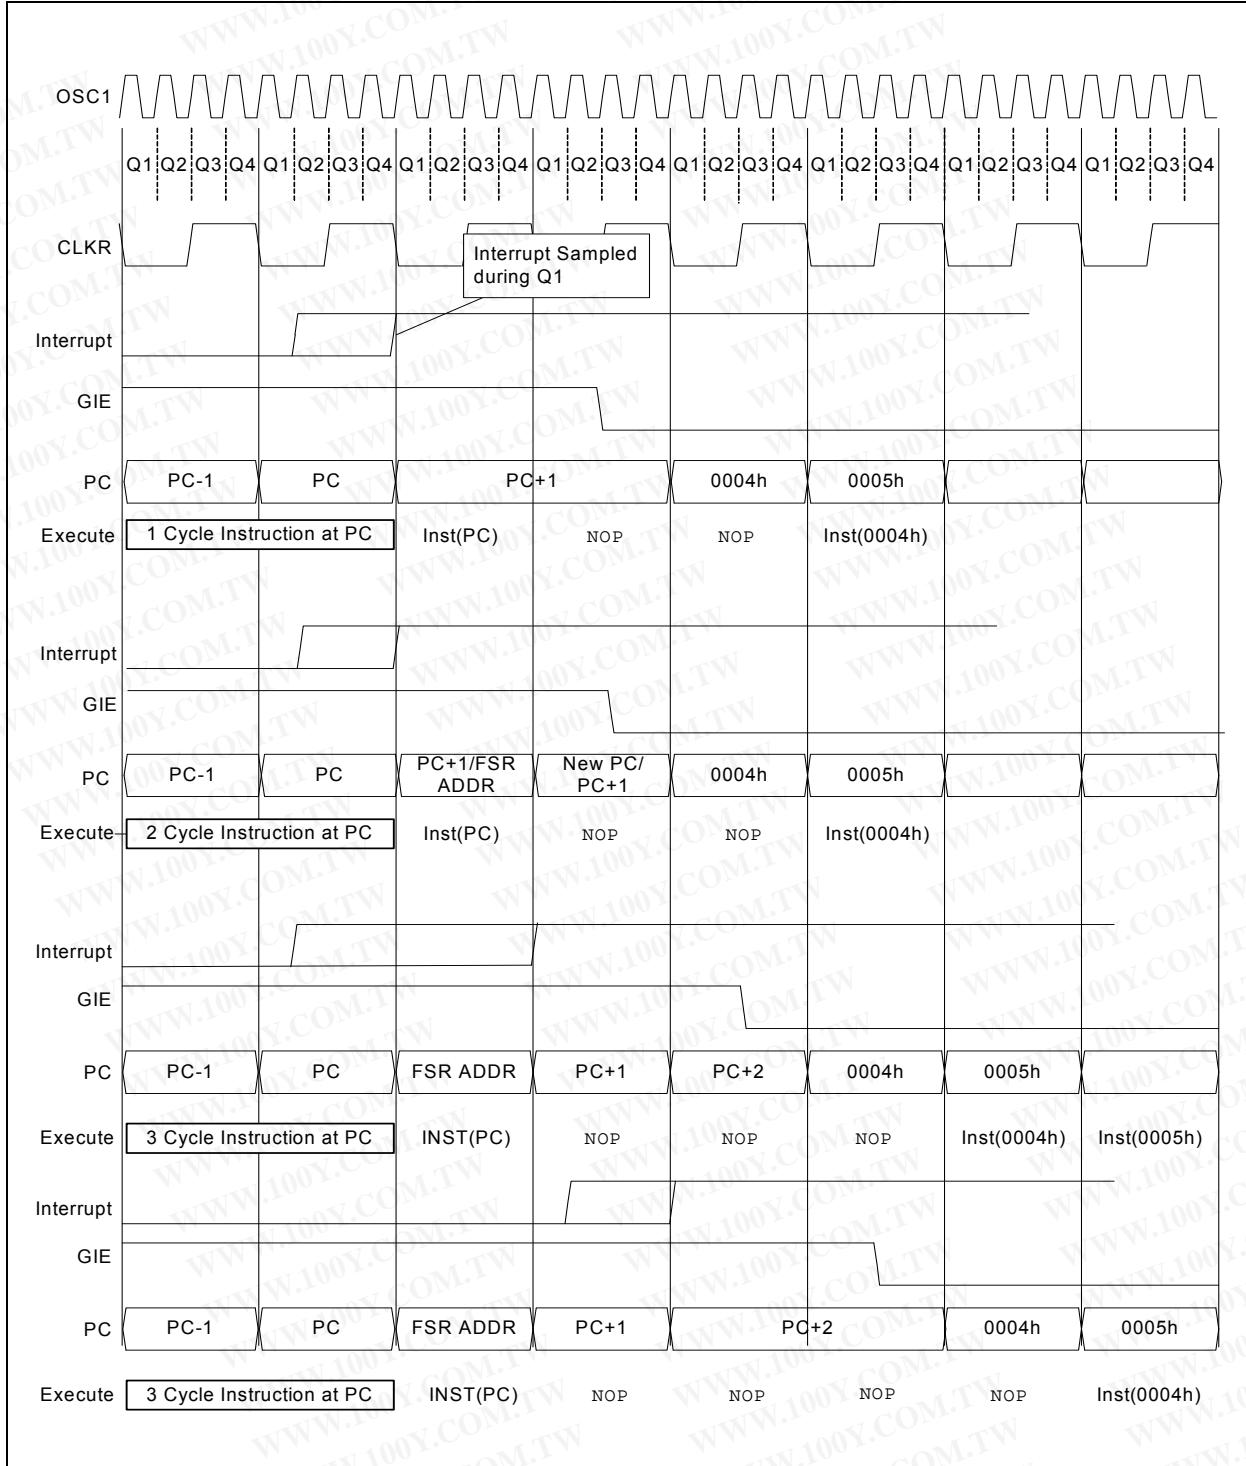 OSC1
Q1 Q2 Q3 Q4 Q1 Q2 Q3 Q4 Q1 Q2 Q3 Q4 Q1 Q2 Q3 Q4 Q1 Q2 Q3 Q4 Q1 Q2 Q3 Q4 Q1 Q2 Q3 Q4 Q1 Q2 Q3 Q4
CLKR
Interrupt Sampled
during Q1
Interrupt
GIE
PC PC-1 PC PC+1 0004h 0005h
Execute 1 Cycle Instruction at PC Inst(PC) NOP NOP Inst(0004h)
Interrupt
GIE
PC PC-1 PC PC+1/FSR ADDR New PC/ PC+1 0004h 0005h
Execute 2 Cycle Instruction at PC Inst(PC) NOP NOP Inst(0004h)
Interrupt
GIE
PC PC-1 PC FSR ADDR PC+1 PC+2 0004h 0005h
Execute 3 Cycle Instruction at PC INST(PC) NOP NOP NOP Inst(0004h) Inst(0005h)
Interrupt
GIE
PC PC-1 PC FSR ADDR PC+1 PC+2 0004h 0005h
Execute 3 Cycle Instruction at PC INST(PC) NOP NOP NOP NOP Inst(0004h)
WWW.100Y.COM.TW